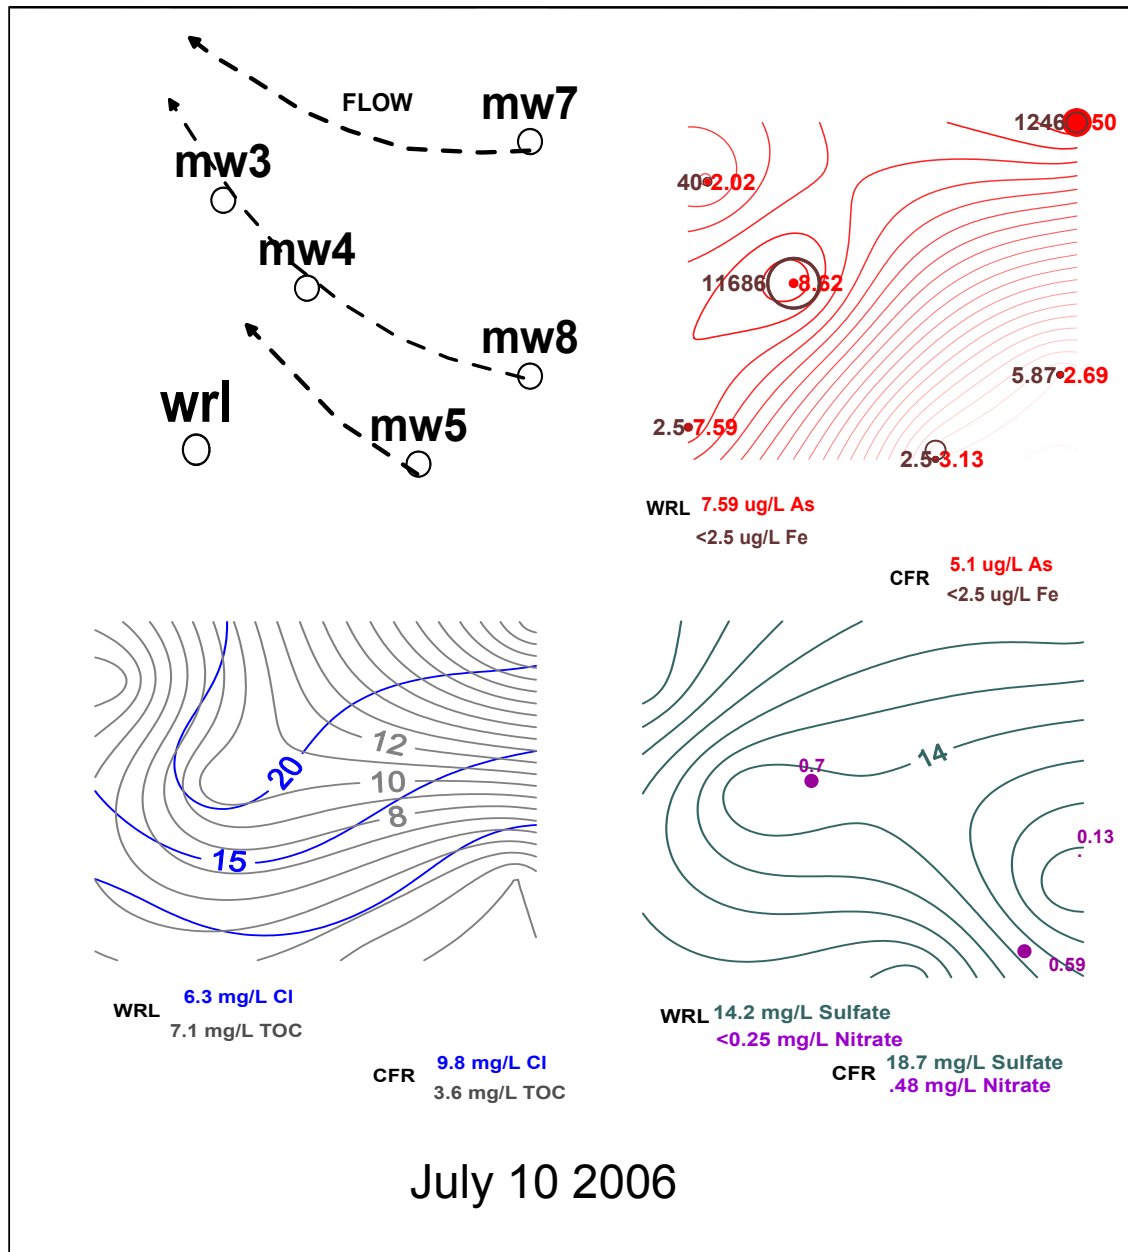 FLOW
mw7
mw3
mw4
mw8
wrl
mw5
1246 50
40 2.02
11686 8.62
5.87 2.69
2.5 7.59
2.5 3.13
WRL 7.59 ug/L As
<2.5 ug/L Fe
CFR 5.1 ug/L As
<2.5 ug/L Fe
12
20
10
8
15
WRL 6.3 mg/L Cl
7.1 mg/L TOC
CFR 9.8 mg/L Cl
3.6 mg/L TOC
14
0.7
0.13
0.59
WRL 14.2 mg/L Sulfate
<0.25 mg/L Nitrate
CFR 18.7 mg/L Sulfate
.48 mg/L Nitrate
July 10 2006